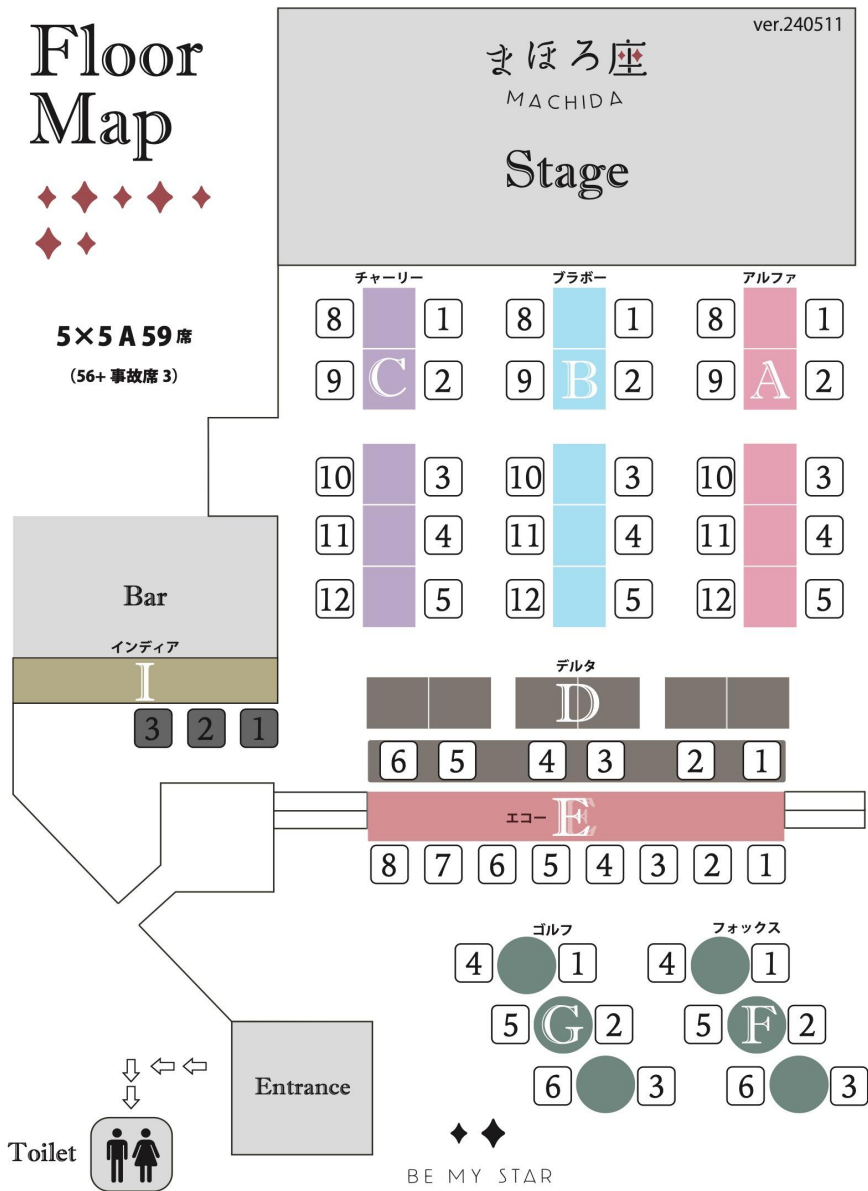 Floor
Map
ver.240511
まほろ座
MACHIDA
Stage
5×5 A 59 席
(56+ 事故席 3)
チャーリー ブラボー アルファ
8 1 8 1 8 1
9 C 2 9 B 2 9 A 2
10 3 10 3 10 3
11 4 11 4 11 4
12 5 12 5 12 5
Bar
インディア
I
3 2 1
デルタ
D
6 5 4 3 2 1
エコー E
8 7 6 5 4 3 2 1
ゴルフ フォックス
4 1 4 1
5 G 2 5 F 2
6 3 6 3
Entrance
Toilet
BE MY STAR